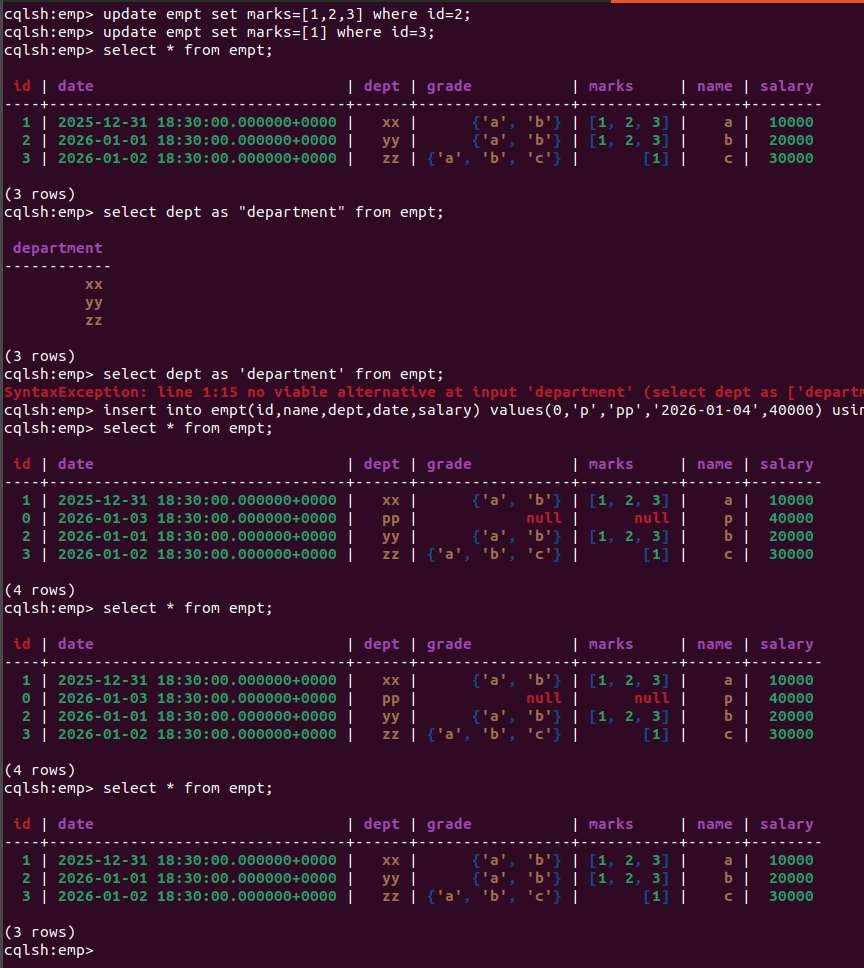 cqlsh:emp> update empt set marks=[1,2,3] where id=2;
cqlsh:emp> update empt set marks=[1] where id=3;
cqlsh:emp> select * from empt;
 id | date                            | dept | grade           | marks     | name | salary
----+---------------------------------+------+-----------------+-----------+------+--------
  1 | 2025-12-31 18:30:00.000000+0000 |   xx |      {'a', 'b'} | [1, 2, 3] |    a |  10000
  2 | 2026-01-01 18:30:00.000000+0000 |   yy |      {'a', 'b'} | [1, 2, 3] |    b |  20000
  3 | 2026-01-02 18:30:00.000000+0000 |   zz | {'a', 'b', 'c'} |       [1] |    c |  30000
(3 rows)
cqlsh:emp> select dept as "department" from empt;
 department
------------
         xx
         yy
         zz
(3 rows)
cqlsh:emp> select dept as 'department' from empt;
SyntaxException: line 1:15 no viable alternative at input 'department' (select dept as ['departm
cqlsh:emp> insert into empt(id,name,dept,date,salary) values(0,'p','pp','2026-01-04',40000) usin
cqlsh:emp> select * from empt;
 id | date                            | dept | grade           | marks     | name | salary
----+---------------------------------+------+-----------------+-----------+------+--------
  1 | 2025-12-31 18:30:00.000000+0000 |   xx |      {'a', 'b'} | [1, 2, 3] |    a |  10000
  0 | 2026-01-03 18:30:00.000000+0000 |   pp |            null |      null |    p |  40000
  2 | 2026-01-01 18:30:00.000000+0000 |   yy |      {'a', 'b'} | [1, 2, 3] |    b |  20000
  3 | 2026-01-02 18:30:00.000000+0000 |   zz | {'a', 'b', 'c'} |       [1] |    c |  30000
(4 rows)
cqlsh:emp> select * from empt;
 id | date                            | dept | grade           | marks     | name | salary
----+---------------------------------+------+-----------------+-----------+------+--------
  1 | 2025-12-31 18:30:00.000000+0000 |   xx |      {'a', 'b'} | [1, 2, 3] |    a |  10000
  0 | 2026-01-03 18:30:00.000000+0000 |   pp |            null |      null |    p |  40000
  2 | 2026-01-01 18:30:00.000000+0000 |   yy |      {'a', 'b'} | [1, 2, 3] |    b |  20000
  3 | 2026-01-02 18:30:00.000000+0000 |   zz | {'a', 'b', 'c'} |       [1] |    c |  30000
(4 rows)
cqlsh:emp> select * from empt;
 id | date                            | dept | grade           | marks     | name | salary
----+---------------------------------+------+-----------------+-----------+------+--------
  1 | 2025-12-31 18:30:00.000000+0000 |   xx |      {'a', 'b'} | [1, 2, 3] |    a |  10000
  2 | 2026-01-01 18:30:00.000000+0000 |   yy |      {'a', 'b'} | [1, 2, 3] |    b |  20000
  3 | 2026-01-02 18:30:00.000000+0000 |   zz | {'a', 'b', 'c'} |       [1] |    c |  30000
(3 rows)
cqlsh:emp>